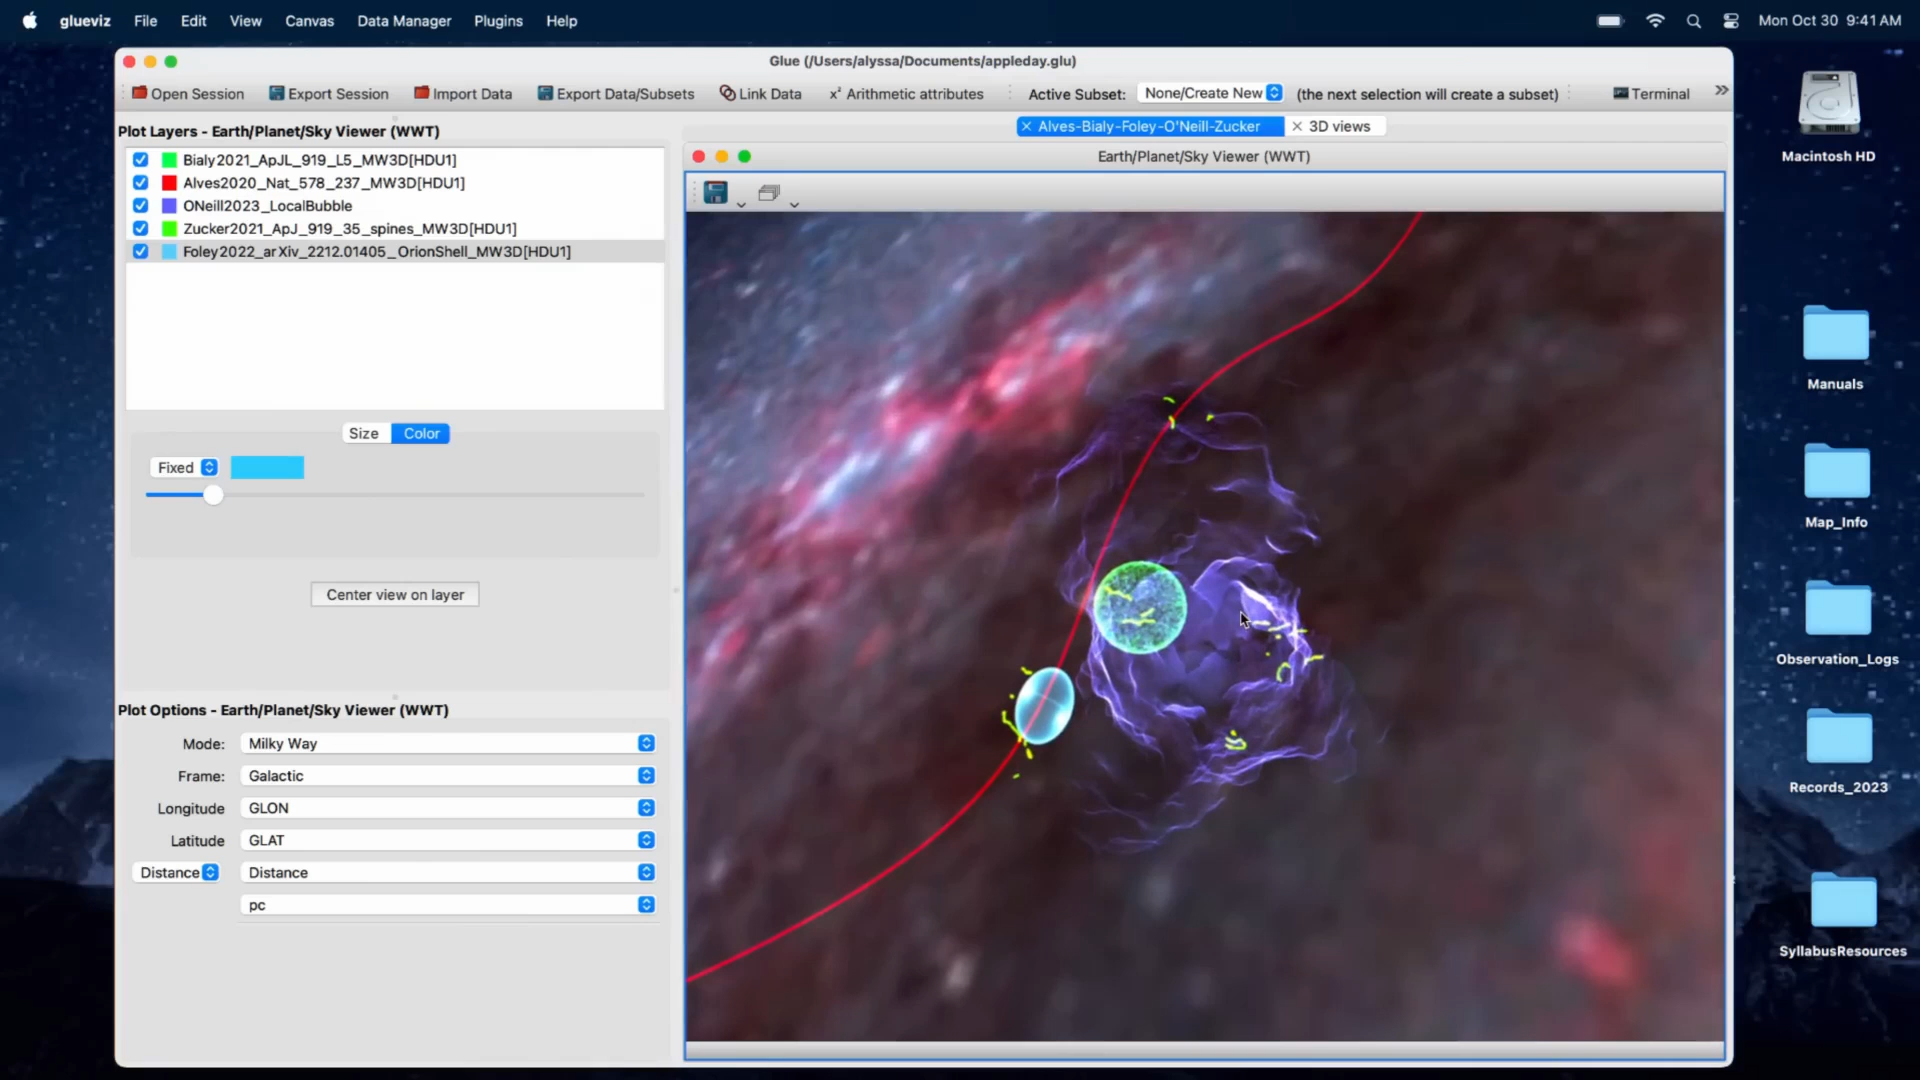 glueviz File Edit View Canvas Data Manager Plugins Help Mon Oct 30 9:41 AM
Glue (/Users/alyssa/Documents/appleday.glu)
Open Session Export Session Import Data Export Data/Subsets Link Data x² Arithmetic attributes Active Subset: None/Create New (the next selection will create a subset) Terminal
Plot Layers - Earth/Planet/Sky Viewer (WWT)
Bialy2021_ApJL_919_L5_MW3D[HDU1]
Alves2020_Nat_578_237_MW3D[HDU1]
ONeill2023_LocalBubble
Zucker2021_ApJ_919_35_spines_MW3D[HDU1]
Foley2022_arXiv_2212.01405_OrionShell_MW3D[HDU1]
Size Color
Fixed
Center view on layer
Plot Options - Earth/Planet/Sky Viewer (WWT)
Mode: Milky Way
Frame: Galactic
Longitude GLON
Latitude GLAT
Distance Distance
pc
Alves-Bialy-Foley-O'Neill-Zucker 3D views
Earth/Planet/Sky Viewer (WWT)
Macintosh HD
Manuals
Map_Info
Observation_Logs
Records_2023
SyllabusResources